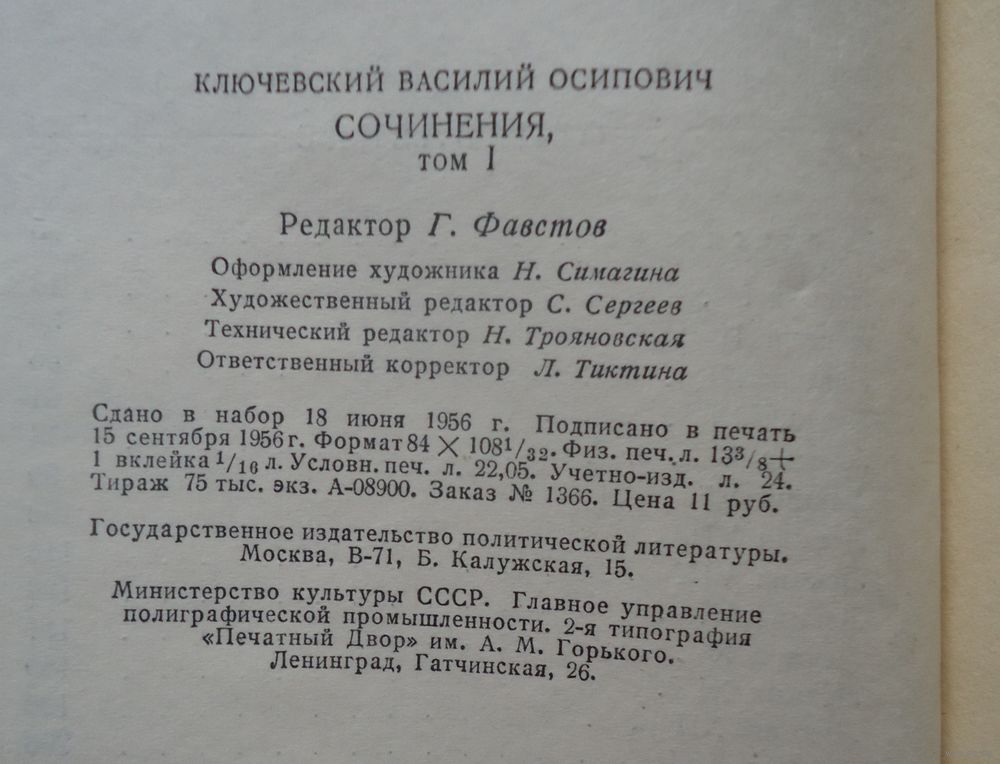 КЛЮЧЕВСКИЙ ВАСИЛИЙ ОСИПОВИЧ
СОЧИНЕНИЯ,
ТОМ I
Редактор Г. Фавстов
Оформление художника Н. Симагина
Художественный редактор С. Сергеев
Технический редактор Н. Трояновская
Ответственный корректор Л. Тиктина
Сдано в набор 18 июня 1956 г. Подписано в печать
15 сентября 1956 г. Формат 84 × 108 1/32. Физ. печ. л. 13 3/8 +
1 вклейка 1/16 л. Условн. печ. л. 22,05. Учетно-изд. л. 24.
Тираж 75 тыс. экз. А-08900. Заказ № 1366. Цена 11 руб.
Государственное издательство политической литературы.
Москва, В-71, Б. Калужская, 15.
Министерство культуры СССР. Главное управление
полиграфической промышленности. 2-я типография
«Печатный Двор» им. А. М. Горького.
Ленинград, Гатчинская, 26.